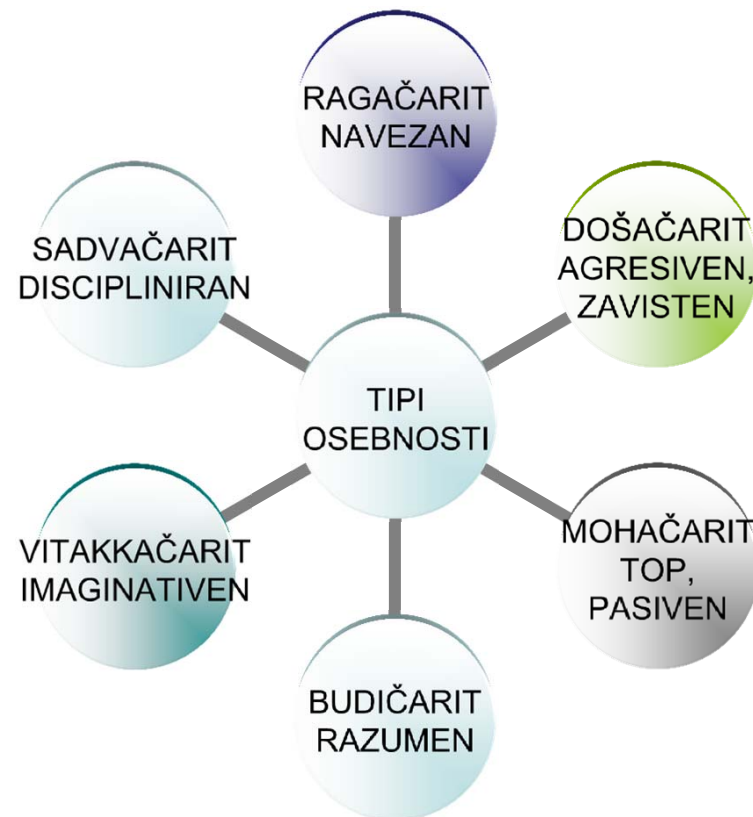 RAGAČARIT
NAVEZAN
DOŠAČARIT
AGRESIVEN,
ZAVISTEN
MOHAČARIT
TOP,
PASIVEN
BUDIČARIT
RAZUMEN
VITAKKAČARIT
IMAGINATIVEN
SADVAČARIT
DISCIPLINIRAN
TIPI
OSEBNOSTI